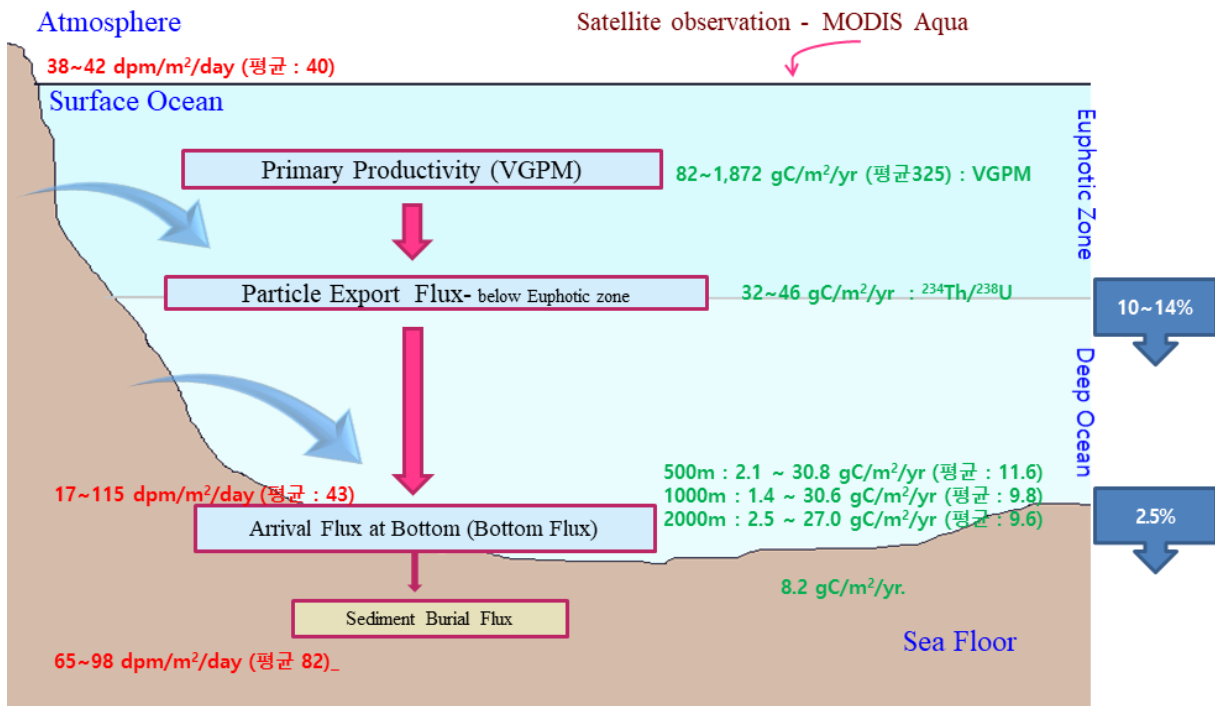 Atmosphere
Satellite observation - MODIS Aqua
38~42 dpm/m²/day (평균 : 40)
Surface Ocean
Euphotic Zone
Primary Productivity (VGPM)
82~1,872 gC/m²/yr (평균325) : VGPM
Particle Export Flux- below Euphotic zone
32~46 gC/m²/yr : ²³⁴Th/²³⁸U
10~14%
Deep Ocean
500m : 2.1 ~ 30.8 gC/m²/yr (평균 : 11.6)
17~115 dpm/m²/day (평균 : 43)
1000m : 1.4 ~ 30.6 gC/m²/yr (평균 : 9.8)
2000m : 2.5 ~ 27.0 gC/m²/yr (평균 : 9.6)
Arrival Flux at Bottom (Bottom Flux)
2.5%
8.2 gC/m²/yr.
Sediment Burial Flux
Sea Floor
65~98 dpm/m²/day (평균 82)_